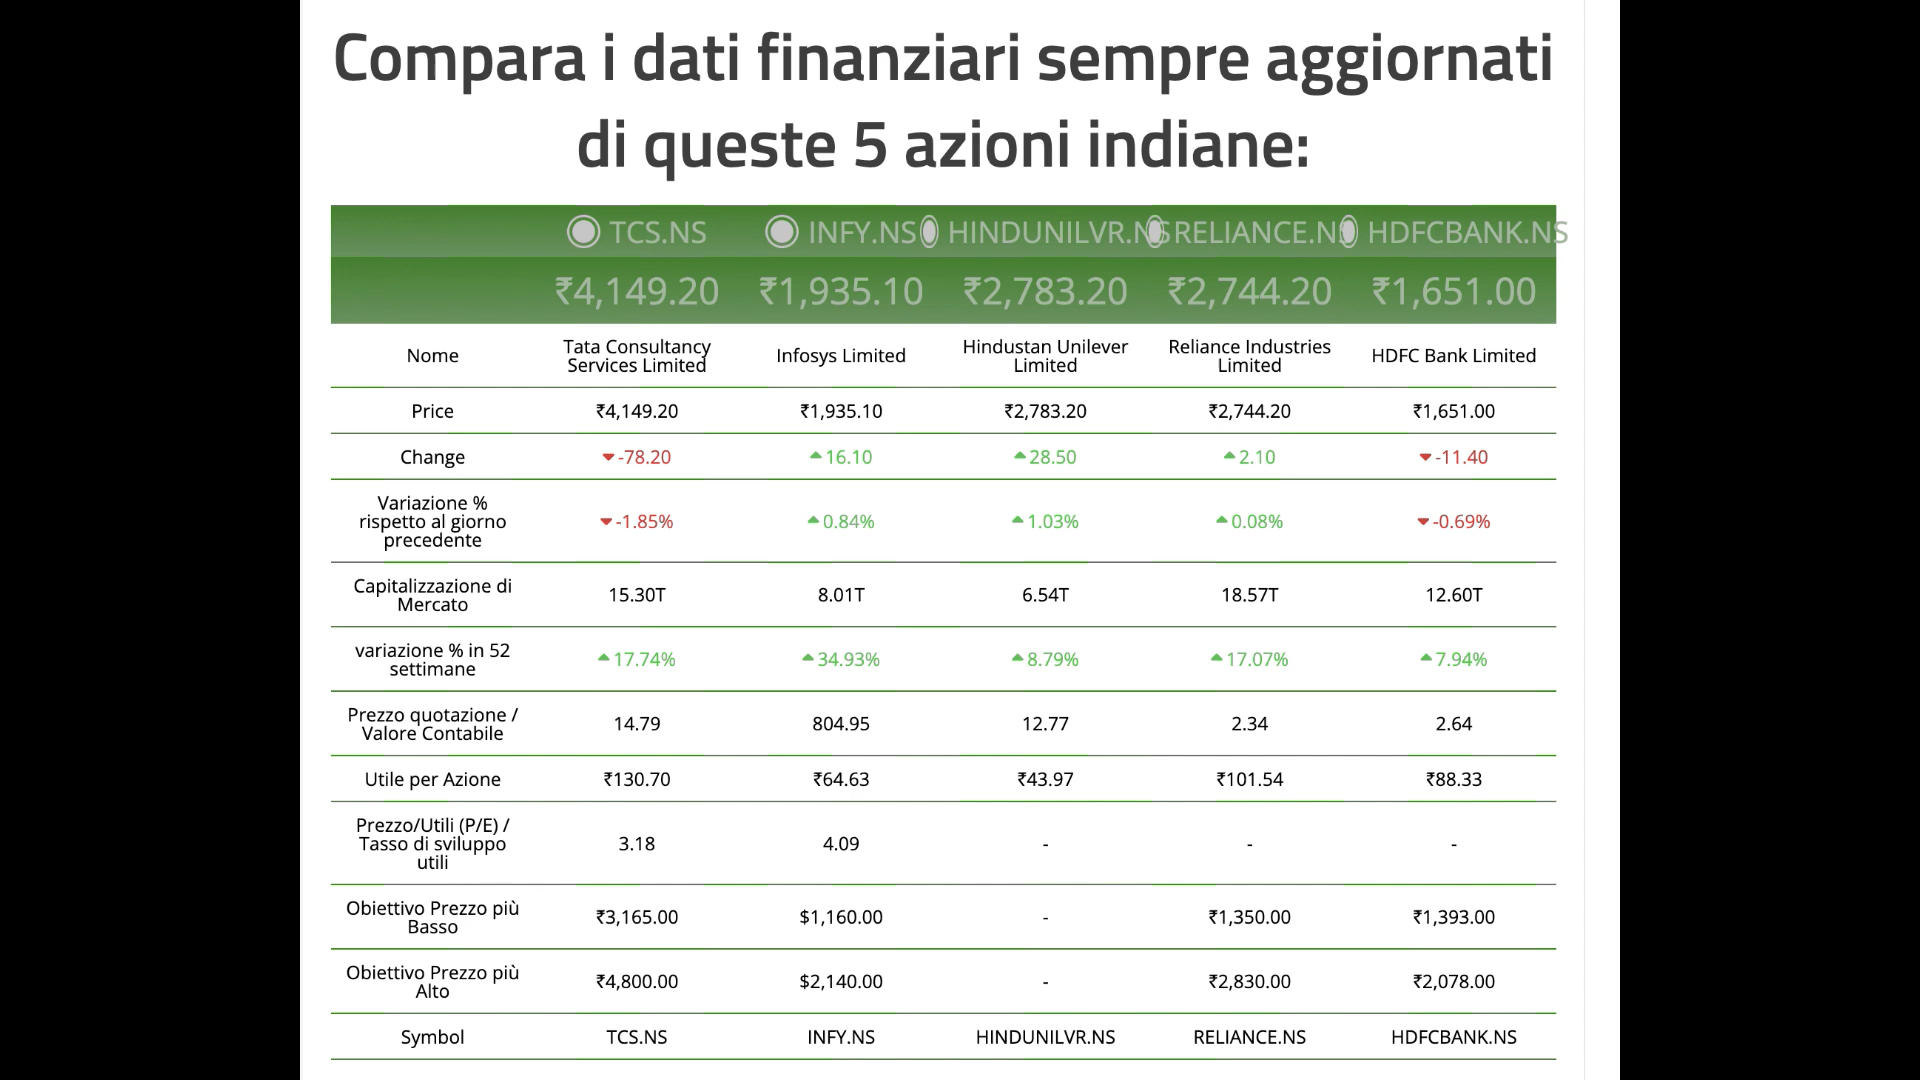 Compara i dati finanziari sempre aggiornati
di queste 5 azioni indiane:
TCS.NS INFY.NS HINDUNILVR.NS RELIANCE.NS HDFCBANK.NS
₹4,149.20 ₹1,935.10 ₹2,783.20 ₹2,744.20 ₹1,651.00
Nome Tata Consultancy Services Limited Infosys Limited Hindustan Unilever Limited Reliance Industries Limited HDFC Bank Limited
Price ₹4,149.20 ₹1,935.10 ₹2,783.20 ₹2,744.20 ₹1,651.00
Change -78.20 16.10 28.50 2.10 -11.40
Variazione % rispetto al giorno precedente -1.85% 0.84% 1.03% 0.08% -0.69%
Capitalizzazione di Mercato 15.30T 8.01T 6.54T 18.57T 12.60T
variazione % in 52 settimane 17.74% 34.93% 8.79% 17.07% 7.94%
Prezzo quotazione / Valore Contabile 14.79 804.95 12.77 2.34 2.64
Utile per Azione ₹130.70 ₹64.63 ₹43.97 ₹101.54 ₹88.33
Prezzo/Utili (P/E) / Tasso di sviluppo utili 3.18 4.09 - - -
Obiettivo Prezzo più Basso ₹3,165.00 $1,160.00 - ₹1,350.00 ₹1,393.00
Obiettivo Prezzo più Alto ₹4,800.00 $2,140.00 - ₹2,830.00 ₹2,078.00
Symbol TCS.NS INFY.NS HINDUNILVR.NS RELIANCE.NS HDFCBANK.NS